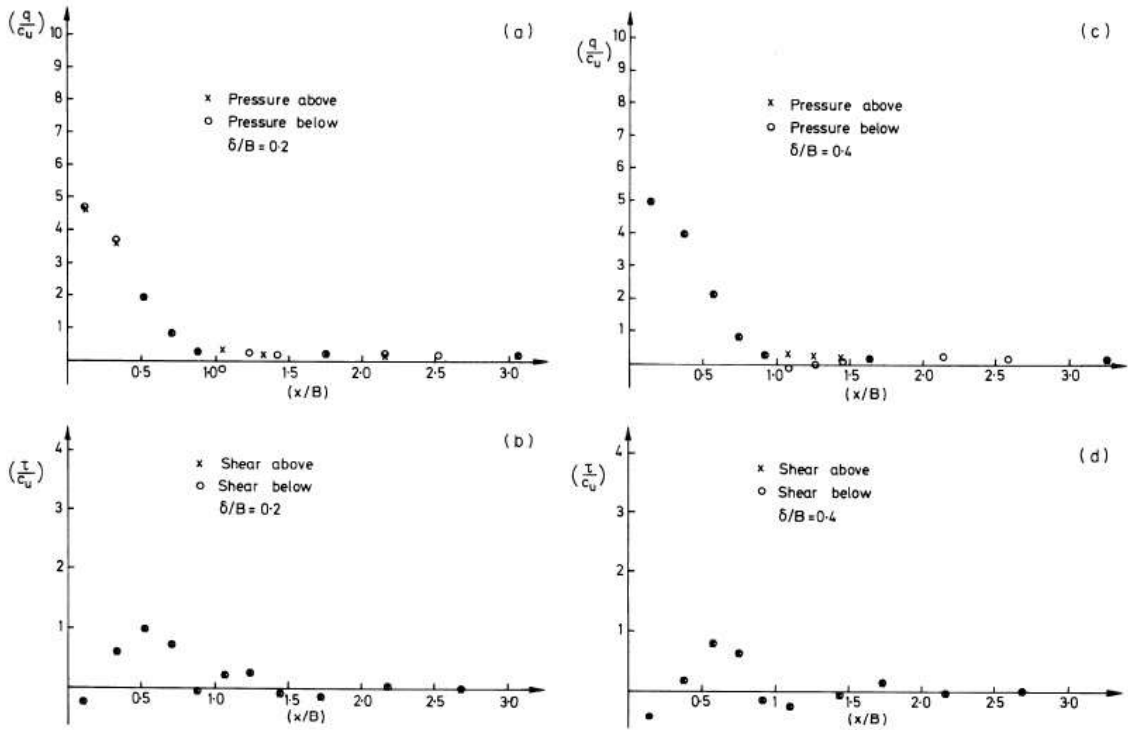 (q/c_u)
(a)
10
9
8
7
6
5
4
3
2
1
x Pressure above
o Pressure below
δ/B = 0·2
0·5 1·0 1·5 2·0 2·5 3·0
(x/B)
(q/c_u)
(c)
10
9
8
7
6
5
4
3
2
1
x Pressure above
o Pressure below
δ/B = 0·4
0·5 1·0 1·5 2·0 2·5 3·0
(x/B)
(τ/c_u)
(b)
4
3
2
1
x Shear above
o Shear below
δ/B = 0·2
0·5 1·0 1·5 2·0 2·5 3·0
(x/B)
(τ/c_u)
(d)
4
3
2
1
x Shear above
o Shear below
δ/B = 0·4
0·5 1·0 1·5 2·0 2·5 3·0
(x/B)